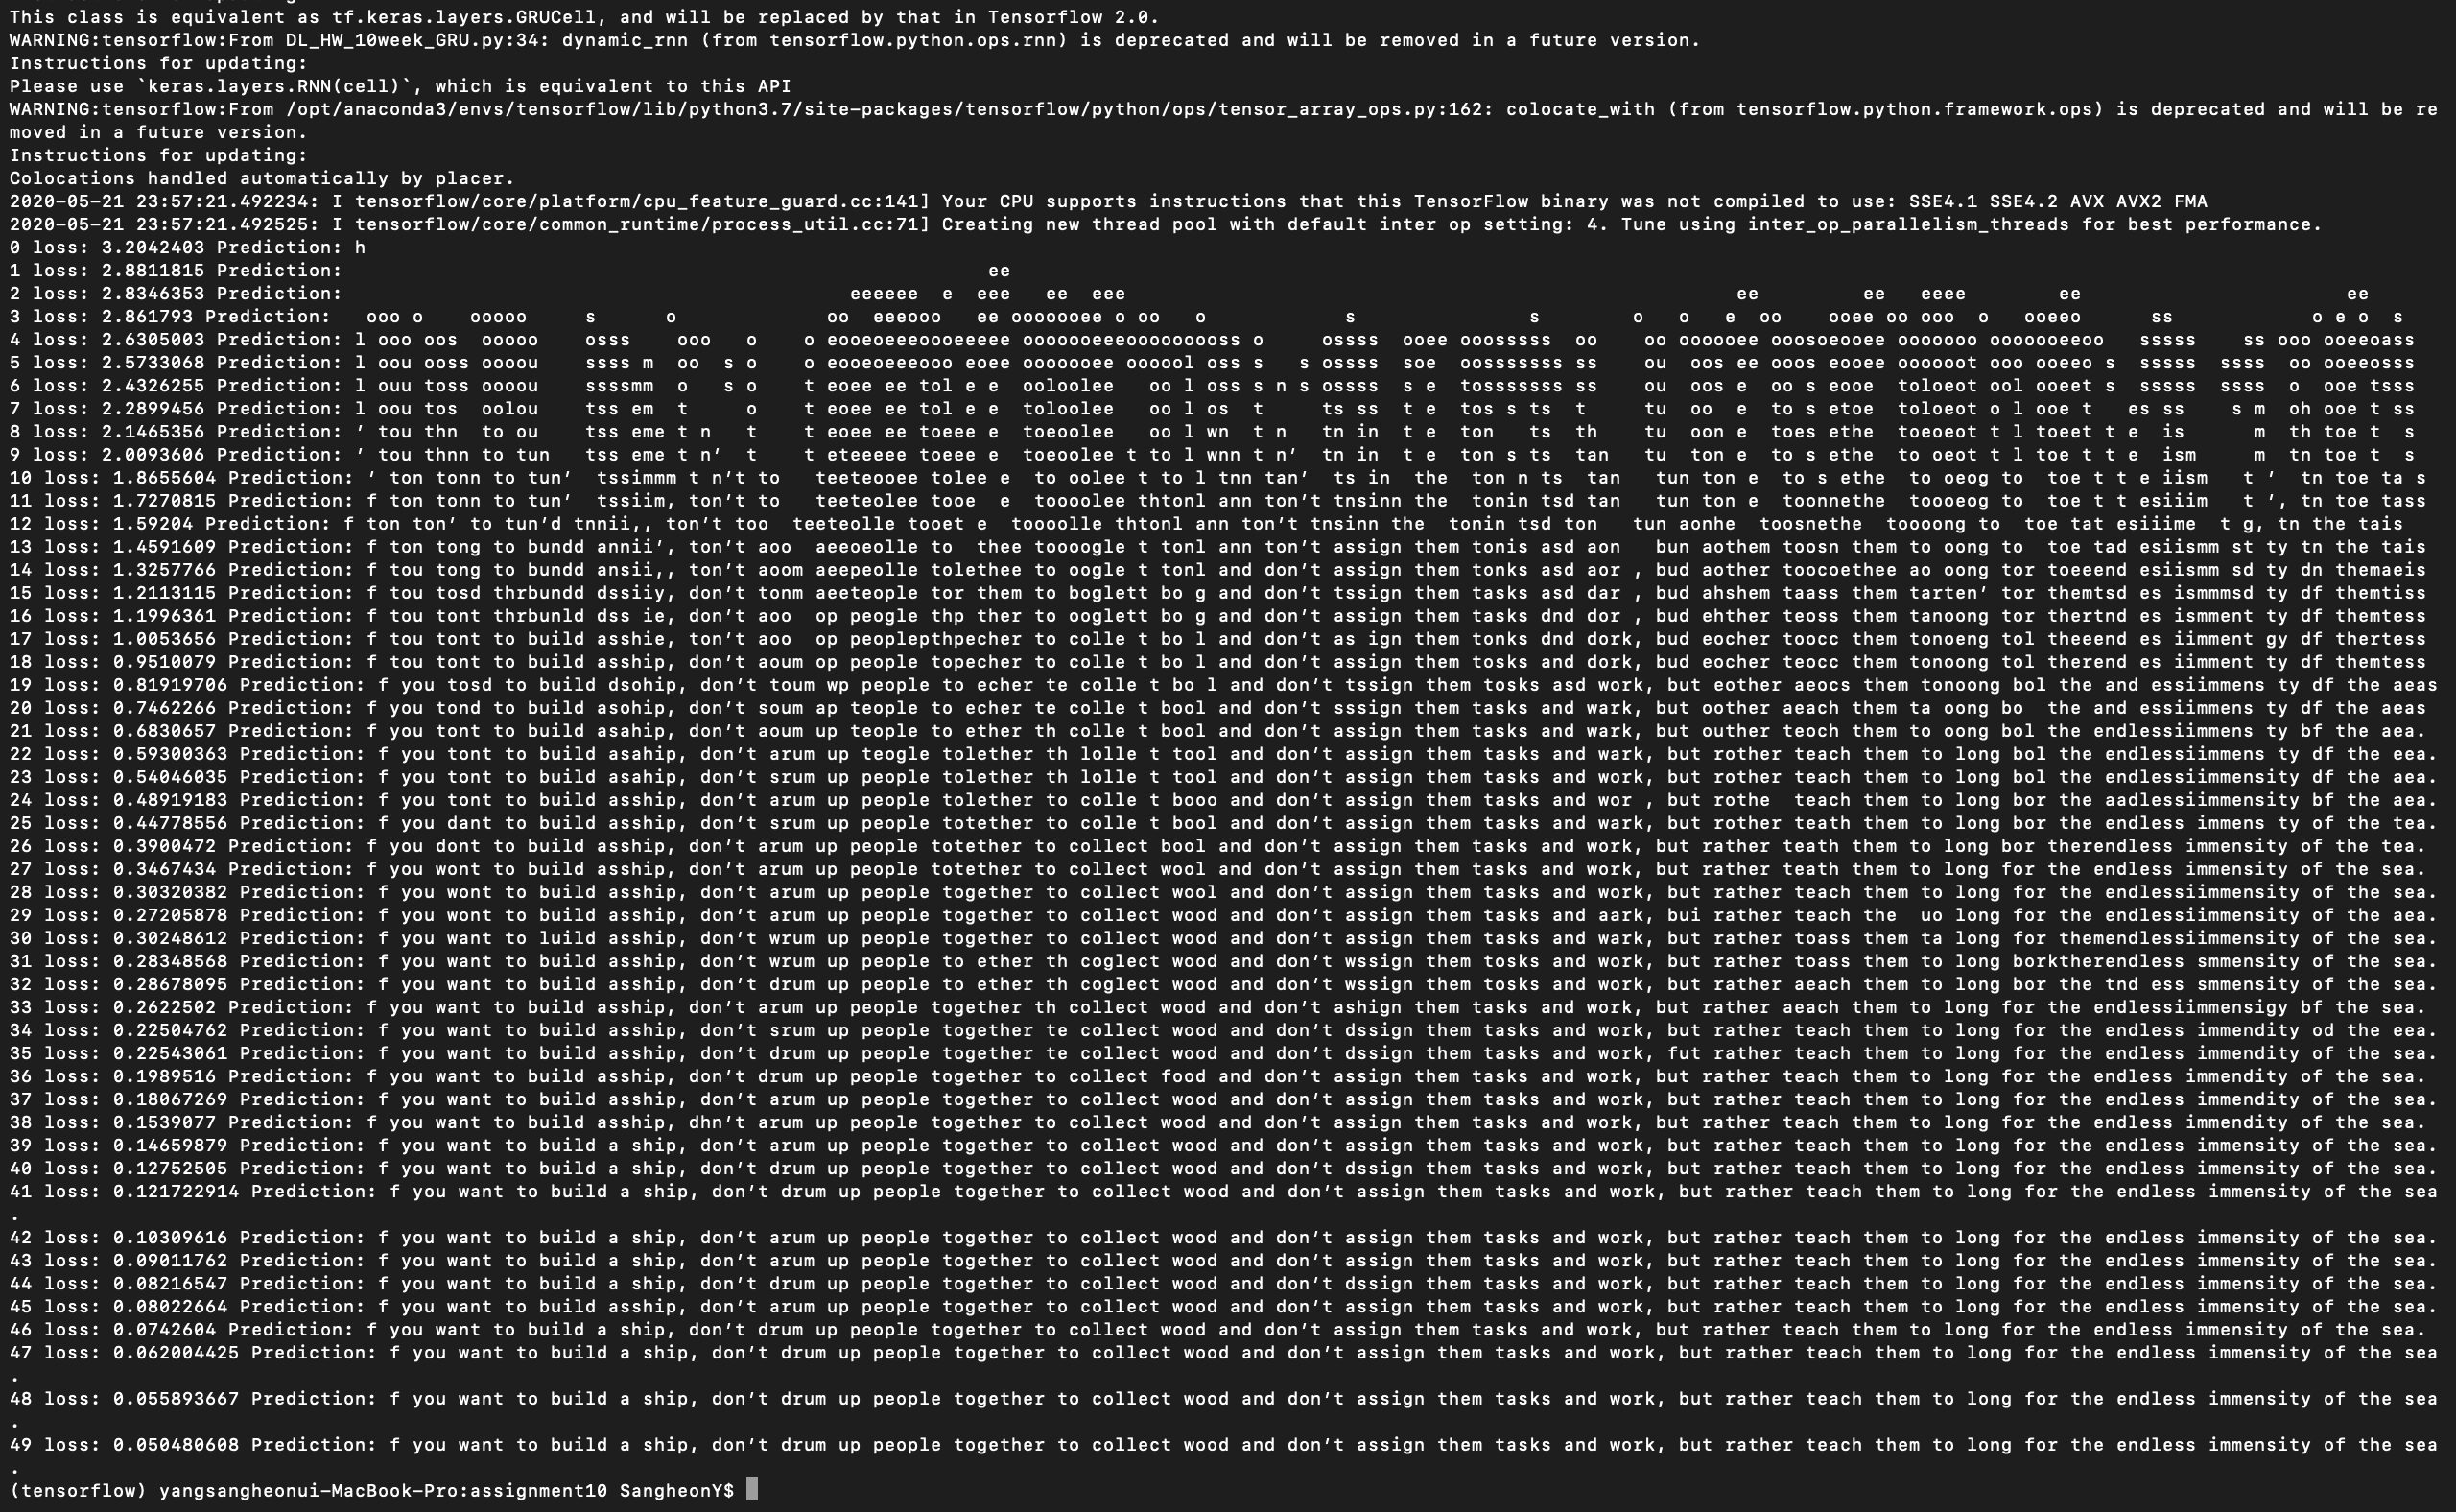 This class is equivalent as tf.keras.layers.GRUCell, and will be replaced by that in Tensorflow 2.0.
WARNING:tensorflow:From DL_HW_10week_GRU.py:34: dynamic_rnn (from tensorflow.python.ops.rnn) is deprecated and will be removed in a future version.
Instructions for updating:
Please use `keras.layers.RNN(cell)`, which is equivalent to this API
WARNING:tensorflow:From /opt/anaconda3/envs/tensorflow/lib/python3.7/site-packages/tensorflow/python/ops/tensor_array_ops.py:162: colocate_with (from tensorflow.python.framework.ops) is deprecated and will be re
moved in a future version.
Instructions for updating:
Colocations handled automatically by placer.
2020-05-21 23:57:21.492234: I tensorflow/core/platform/cpu_feature_guard.cc:141] Your CPU supports instructions that this TensorFlow binary was not compiled to use: SSE4.1 SSE4.2 AVX AVX2 FMA
2020-05-21 23:57:21.492525: I tensorflow/core/common_runtime/process_util.cc:71] Creating new thread pool with default inter op setting: 4. Tune using inter_op_parallelism_threads for best performance.
0 loss: 3.2042403 Prediction: h
1 loss: 2.8811815 Prediction: ee
2 loss: 2.8346353 Prediction: eeeeee e eee ee eee ee ee eeee ee ee
3 loss: 2.861793 Prediction: ooo o ooooo s o oo eeeooo ee ooooooee o oo o s s o o e oo ooee oo ooo o ooeeo ss o e o s
4 loss: 2.6305003 Prediction: l ooo oos ooooo osss ooo o o eooeoeeeooeeeeee oooooooeeeooooooooss o ossss ooee oosssss oo oo ooooоee ooosoeooee ooooooo oooooоeeeoo sssss ss ooo ooeeoass
5 loss: 2.5733068 Prediction: l oou ooss oooou ssss m oo s o o eooeoeeeooo eoee oooooooee oooool oss s s ossss soe oossssssss ss ou oos ee ooos eooee oooooot ooo ooeeo s sssss ssss oo ooeeosss
6 loss: 2.4326255 Prediction: l ouu toss oooou ssssmm o s o t eoee ee tol e e ooloolee oo l oss s n s ossss s e tossssssss ss ou oos e oo s eooe toloeot ool ooeet s sssss ssss o ooe tsss
7 loss: 2.2899456 Prediction: l oou tos oolou tss em t o t eoee ee tol e e toloolee oo l os t ts ss t e tos s ts t tu oo e to s etoe toloeot o l ooe t es ss s m oh ooe t ss
8 loss: 2.1465356 Prediction: ’ tou thn to ou tss eme t n t t eoee ee toeee e toeoolee oo l wn t n tn in t e ton ts th tu oon e toes ethe toeoeot t l toeet t e is m th toe t s
9 loss: 2.0093606 Prediction: ’ tou thnn to tun tss eme t n’ t t eteeeee toeee e toeoolee t to l wnn t n’ tn in t e ton s ts tan tu ton e to s ethe to oeot t l toe t t e ism m tn toe t s
10 loss: 1.8655604 Prediction: ’ ton tonn to tun’ tssimmm t n’t to teeteooee tolee e to oolee t to l tnn tan’ ts in the ton n ts tan tun ton e to s ethe to oeog to toe t t e iism t ’ tn toe ta s
11 loss: 1.7270815 Prediction: f ton tonn to tun’ tssiim, ton’t to teeteolee tooe e toooolee thtonl ann ton’t tnsinn the tonin tsd tan tun ton e toonnethe toooeog to toe t t esiiim t ’, tn toe tass
12 loss: 1.59204 Prediction: f ton ton’ to tun’d tnnii,, ton’t too teeteolle tooet e toooolle thtonl ann ton’t tnsinn the tonin tsd ton tun aonhe toosnethe toooong to toe tat esiiime t g, tn the tais
13 loss: 1.4591609 Prediction: f ton tong to bundd annii’, ton’t aoo aeeoeolle to thee toooogle t tonl ann ton’t assign them tonis asd aon bun aothem toosn them to oong to toe tad esiismm st ty tn the tais
14 loss: 1.3257766 Prediction: f tou tong to bundd ansii,, ton’t aoom aeepeolle tolethee to oogle t tonl and don’t assign them tonks asd aor , bud aother toocoethee ao oong tor toeeend esiismm sd ty dn themaeis
15 loss: 1.2113115 Prediction: f tou tosd thrbundd dssiiy, don’t tonm aeeteople tor them to boglett bo g and don’t tssign them tasks asd dar , bud ahshem taass them tarten’ tor themtsd es ismmmsd ty df themtiss
16 loss: 1.1996361 Prediction: f tou tont thrbunld dss ie, don’t aoo op peogle thp ther to ooglett bo g and don’t assign them tasks dnd dor , bud ehther teoss them tanoong tor thertnd es ismment ty df themtess
17 loss: 1.0053656 Prediction: f tou tont to build asshie, ton’t aoo op peoplepthpecher to colle t bo l and don’t as ign them tonks dnd dork, bud eocher toocc them tonoeng tol theeend es iimment gy df thertess
18 loss: 0.9510079 Prediction: f tou tont to build asship, don’t aoum op people topecher to colle t bo l and don’t assign them tosks and dork, bud eocher teocc them tonoong tol therend es iimment ty df themtess
19 loss: 0.81919706 Prediction: f you tosd to build dsohip, don’t toum wp people to echer te colle t bo l and don’t tssign them tosks asd work, but eother aeocs them tonoong bol the and essiimmens ty df the aeas
20 loss: 0.7462266 Prediction: f you tond to build asohip, don’t soum ap teople to echer te colle t bool and don’t sssign them tasks and wark, but oother aeach them ta oong bo the and essiimmens ty df the aeas
21 loss: 0.6830657 Prediction: f you tont to build asahip, don’t aoum up teople to ether th colle t bool and don’t assign them tasks and wark, but outher teoch them to oong bol the endlessiimmens ty bf the aea.
22 loss: 0.59300363 Prediction: f you tont to build asahip, don’t arum up teogle tolether th lolle t tool and don’t assign them tasks and wark, but rother teach them to long bol the endlessiimmens ty df the eea.
23 loss: 0.54046035 Prediction: f you tont to build asahip, don’t srum up people tolether th lolle t tool and don’t assign them tasks and work, but rother teach them to long bol the endlessiimmensity df the aea.
24 loss: 0.48919183 Prediction: f you tont to build asship, don’t arum up people tolether to colle t booo and don’t assign them tasks and wor , but rothe  teach them to long bor the aadlessiimmensity bf the aea.
25 loss: 0.44778556 Prediction: f you dant to build asship, don’t srum up people totether to colle t bool and don’t assign them tasks and wark, but rother teath them to long bor the endless immens ty of the tea.
26 loss: 0.3900472 Prediction: f you dont to build asship, don’t arum up people totether to collect bool and don’t assign them tasks and work, but rather teath them to long bor therendless immensity of the tea.
27 loss: 0.3467434 Prediction: f you wont to build asship, don’t arum up people totether to collect wool and don’t assign them tasks and work, but rather teath them to long for the endless immensity of the sea.
28 loss: 0.30320382 Prediction: f you wont to build asship, don’t arum up people together to collect wool and don’t assign them tasks and work, but rather teach them to long for the endlessiimmensity of the sea.
29 loss: 0.27205878 Prediction: f you wont to build asship, don’t arum up people together to collect wood and don’t assign them tasks and aark, bui rather teach the  uo long for the endlessiimmensity of the aea.
30 loss: 0.30248612 Prediction: f you want to luild asship, don’t wrum up people together to collect wood and don’t assign them tasks and wark, but rather toass them ta long for themendlessiimmensity of the sea.
31 loss: 0.28348568 Prediction: f you want to build asship, don’t wrum up people to ether th coglect wood and don’t wssign them tosks and work, but rather toass them to long borktherendless smmensity of the sea.
32 loss: 0.28678095 Prediction: f you want to build asship, don’t drum up people to ether th coglect wood and don’t wssign them tosks and work, but rather aeach them to long bor the tnd ess smmensity of the sea.
33 loss: 0.2622502 Prediction: f you want to build asship, don’t arum up people together th collect wood and don’t ashign them tasks and work, but rather aeach them to long for the endlessiimmensigy bf the sea.
34 loss: 0.22504762 Prediction: f you want to build asship, don’t srum up people together te collect wood and don’t dssign them tasks and work, but rather teach them to long for the endless immendity od the eea.
35 loss: 0.22543061 Prediction: f you want to build asship, don’t drum up people together te collect wood and don’t dssign them tasks and work, fut rather teach them to long for the endless immendity of the sea.
36 loss: 0.1989516 Prediction: f you want to build asship, don’t drum up people together to collect food and don’t assign them tasks and work, but rather teach them to long for the endless immendity of the sea.
37 loss: 0.18067269 Prediction: f you want to build asship, don’t arum up people together to collect wood and don’t assign them tasks and work, but rather teach them to long for the endless immendity of the sea.
38 loss: 0.1539077 Prediction: f you want to build asship, dhn’t arum up people together to collect wood and don’t assign them tasks and work, but rather teach them to long for the endless immendity of the sea.
39 loss: 0.14659879 Prediction: f you want to build a ship, don’t arum up people together to collect wood and don’t assign them tasks and work, but rather teach them to long for the endless immensity of the sea.
40 loss: 0.12752505 Prediction: f you want to build a ship, don’t drum up people together to collect wood and don’t dssign them tasks and work, but rather teach them to long for the endless immensity of the sea.
41 loss: 0.121722914 Prediction: f you want to build a ship, don’t drum up people together to collect wood and don’t assign them tasks and work, but rather teach them to long for the endless immensity of the sea
.
42 loss: 0.10309616 Prediction: f you want to build a ship, don’t arum up people together to collect wood and don’t assign them tasks and work, but rather teach them to long for the endless immensity of the sea.
43 loss: 0.09011762 Prediction: f you want to build a ship, don’t arum up people together to collect wood and don’t assign them tasks and work, but rather teach them to long for the endless immensity of the sea.
44 loss: 0.08216547 Prediction: f you want to build a ship, don’t drum up people together to collect wood and don’t dssign them tasks and work, but rather teach them to long for the endless immensity of the sea.
45 loss: 0.08022664 Prediction: f you want to build asship, don’t arum up people together to collect wood and don’t assign them tasks and work, but rather teach them to long for the endless immensity of the sea.
46 loss: 0.0742604 Prediction: f you want to build a ship, don’t drum up people together to collect wood and don’t assign them tasks and work, but rather teach them to long for the endless immensity of the sea.
47 loss: 0.062004425 Prediction: f you want to build a ship, don’t drum up people together to collect wood and don’t assign them tasks and work, but rather teach them to long for the endless immensity of the sea
.
48 loss: 0.055893667 Prediction: f you want to build a ship, don’t drum up people together to collect wood and don’t assign them tasks and work, but rather teach them to long for the endless immensity of the sea
.
49 loss: 0.050480608 Prediction: f you want to build a ship, don’t drum up people together to collect wood and don’t assign them tasks and work, but rather teach them to long for the endless immensity of the sea
.
(tensorflow) yangsangheonui-MacBook-Pro:assignment10 SangheonY$